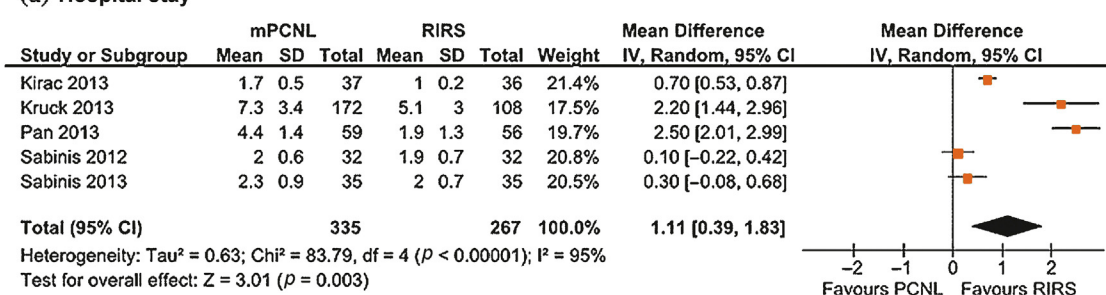 (a) Hospital stay
mPCNL RIRS Mean Difference Mean Difference
Study or Subgroup Mean SD Total Mean SD Total Weight IV, Random, 95% CI IV, Random, 95% CI
Kirac 2013 1.7 0.5 37 1 0.2 36 21.4% 0.70 [0.53, 0.87]
Kruck 2013 7.3 3.4 172 5.1 3 108 17.5% 2.20 [1.44, 2.96]
Pan 2013 4.4 1.4 59 1.9 1.3 56 19.7% 2.50 [2.01, 2.99]
Sabinis 2012 2 0.6 32 1.9 0.7 32 20.8% 0.10 [−0.22, 0.42]
Sabinis 2013 2.3 0.9 35 2 0.7 35 20.5% 0.30 [−0.08, 0.68]
Total (95% CI) 335 267 100.0% 1.11 [0.39, 1.83]
Heterogeneity: Tau² = 0.63; Chi² = 83.79, df = 4 (p < 0.00001); I² = 95%
Test for overall effect: Z = 3.01 (p = 0.003)
−2 −1 0 1 2
Favours PCNL Favours RIRS